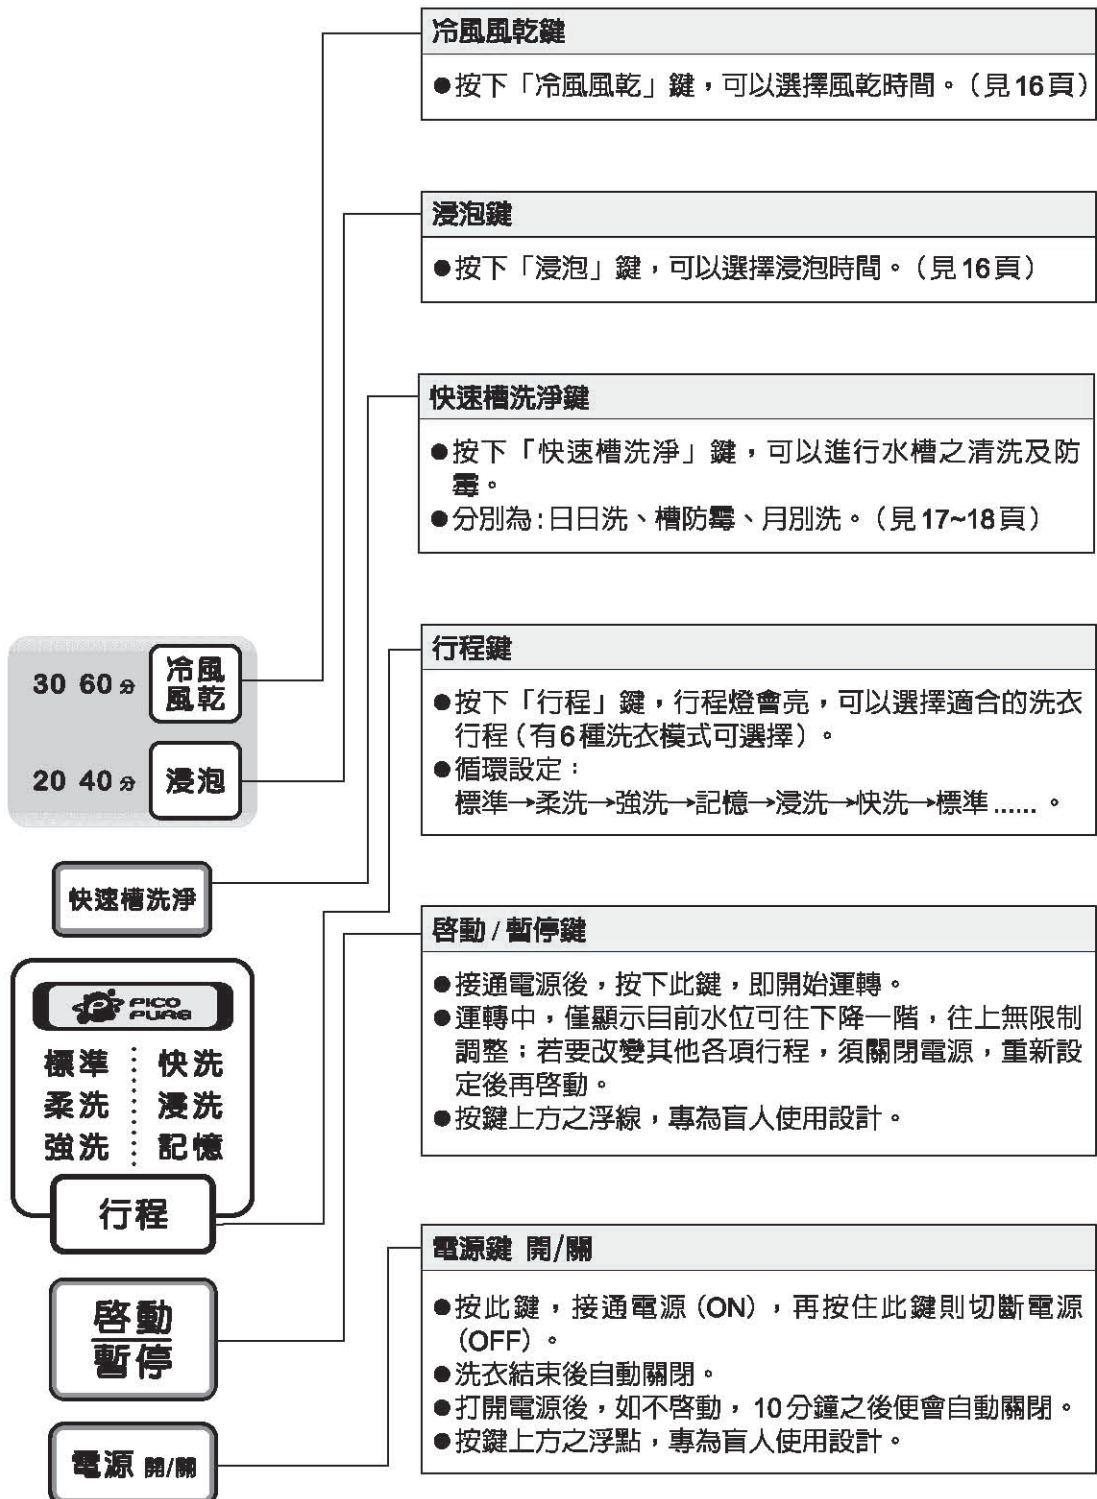 冷風風乾鍵
●按下「冷風風乾」鍵，可以選擇風乾時間。（見16頁）
浸泡鍵
●按下「浸泡」鍵，可以選擇浸泡時間。（見16頁）
快速槽洗淨鍵
●按下「快速槽洗淨」鍵，可以進行水槽之清洗及防
霉。
●分別為:日日洗、槽防霉、月別洗。（見17~18頁）
行程鍵
●按下「行程」鍵，行程燈會亮，可以選擇適合的洗衣
行程（有6種洗衣模式可選擇）。
●循環設定：
標準→柔洗→強洗→記憶→浸洗→快洗→標準......。
啓動/暫停鍵
●接通電源後，按下此鍵，即開始運轉。
●運轉中，僅顯示目前水位可往下降一階，往上無限制
調整；若要改變其他各項行程，須關閉電源，重新設
定後再啓動。
●按鍵上方之浮線，專為盲人使用設計。
電源鍵 開/關
●按此鍵，接通電源（ON），再按住此鍵則切斷電源
（OFF）。
●洗衣結束後自動關閉。
●打開電源後，如不啓動，10分鐘之後便會自動關閉。
●按鍵上方之浮點，專為盲人使用設計。
30 60分 冷風
風乾
20 40分 浸泡
快速槽洗淨
PICO
PURE
標準 快洗
柔洗 浸洗
強洗 記憶
行程
啓動
暫停
電源 開/關